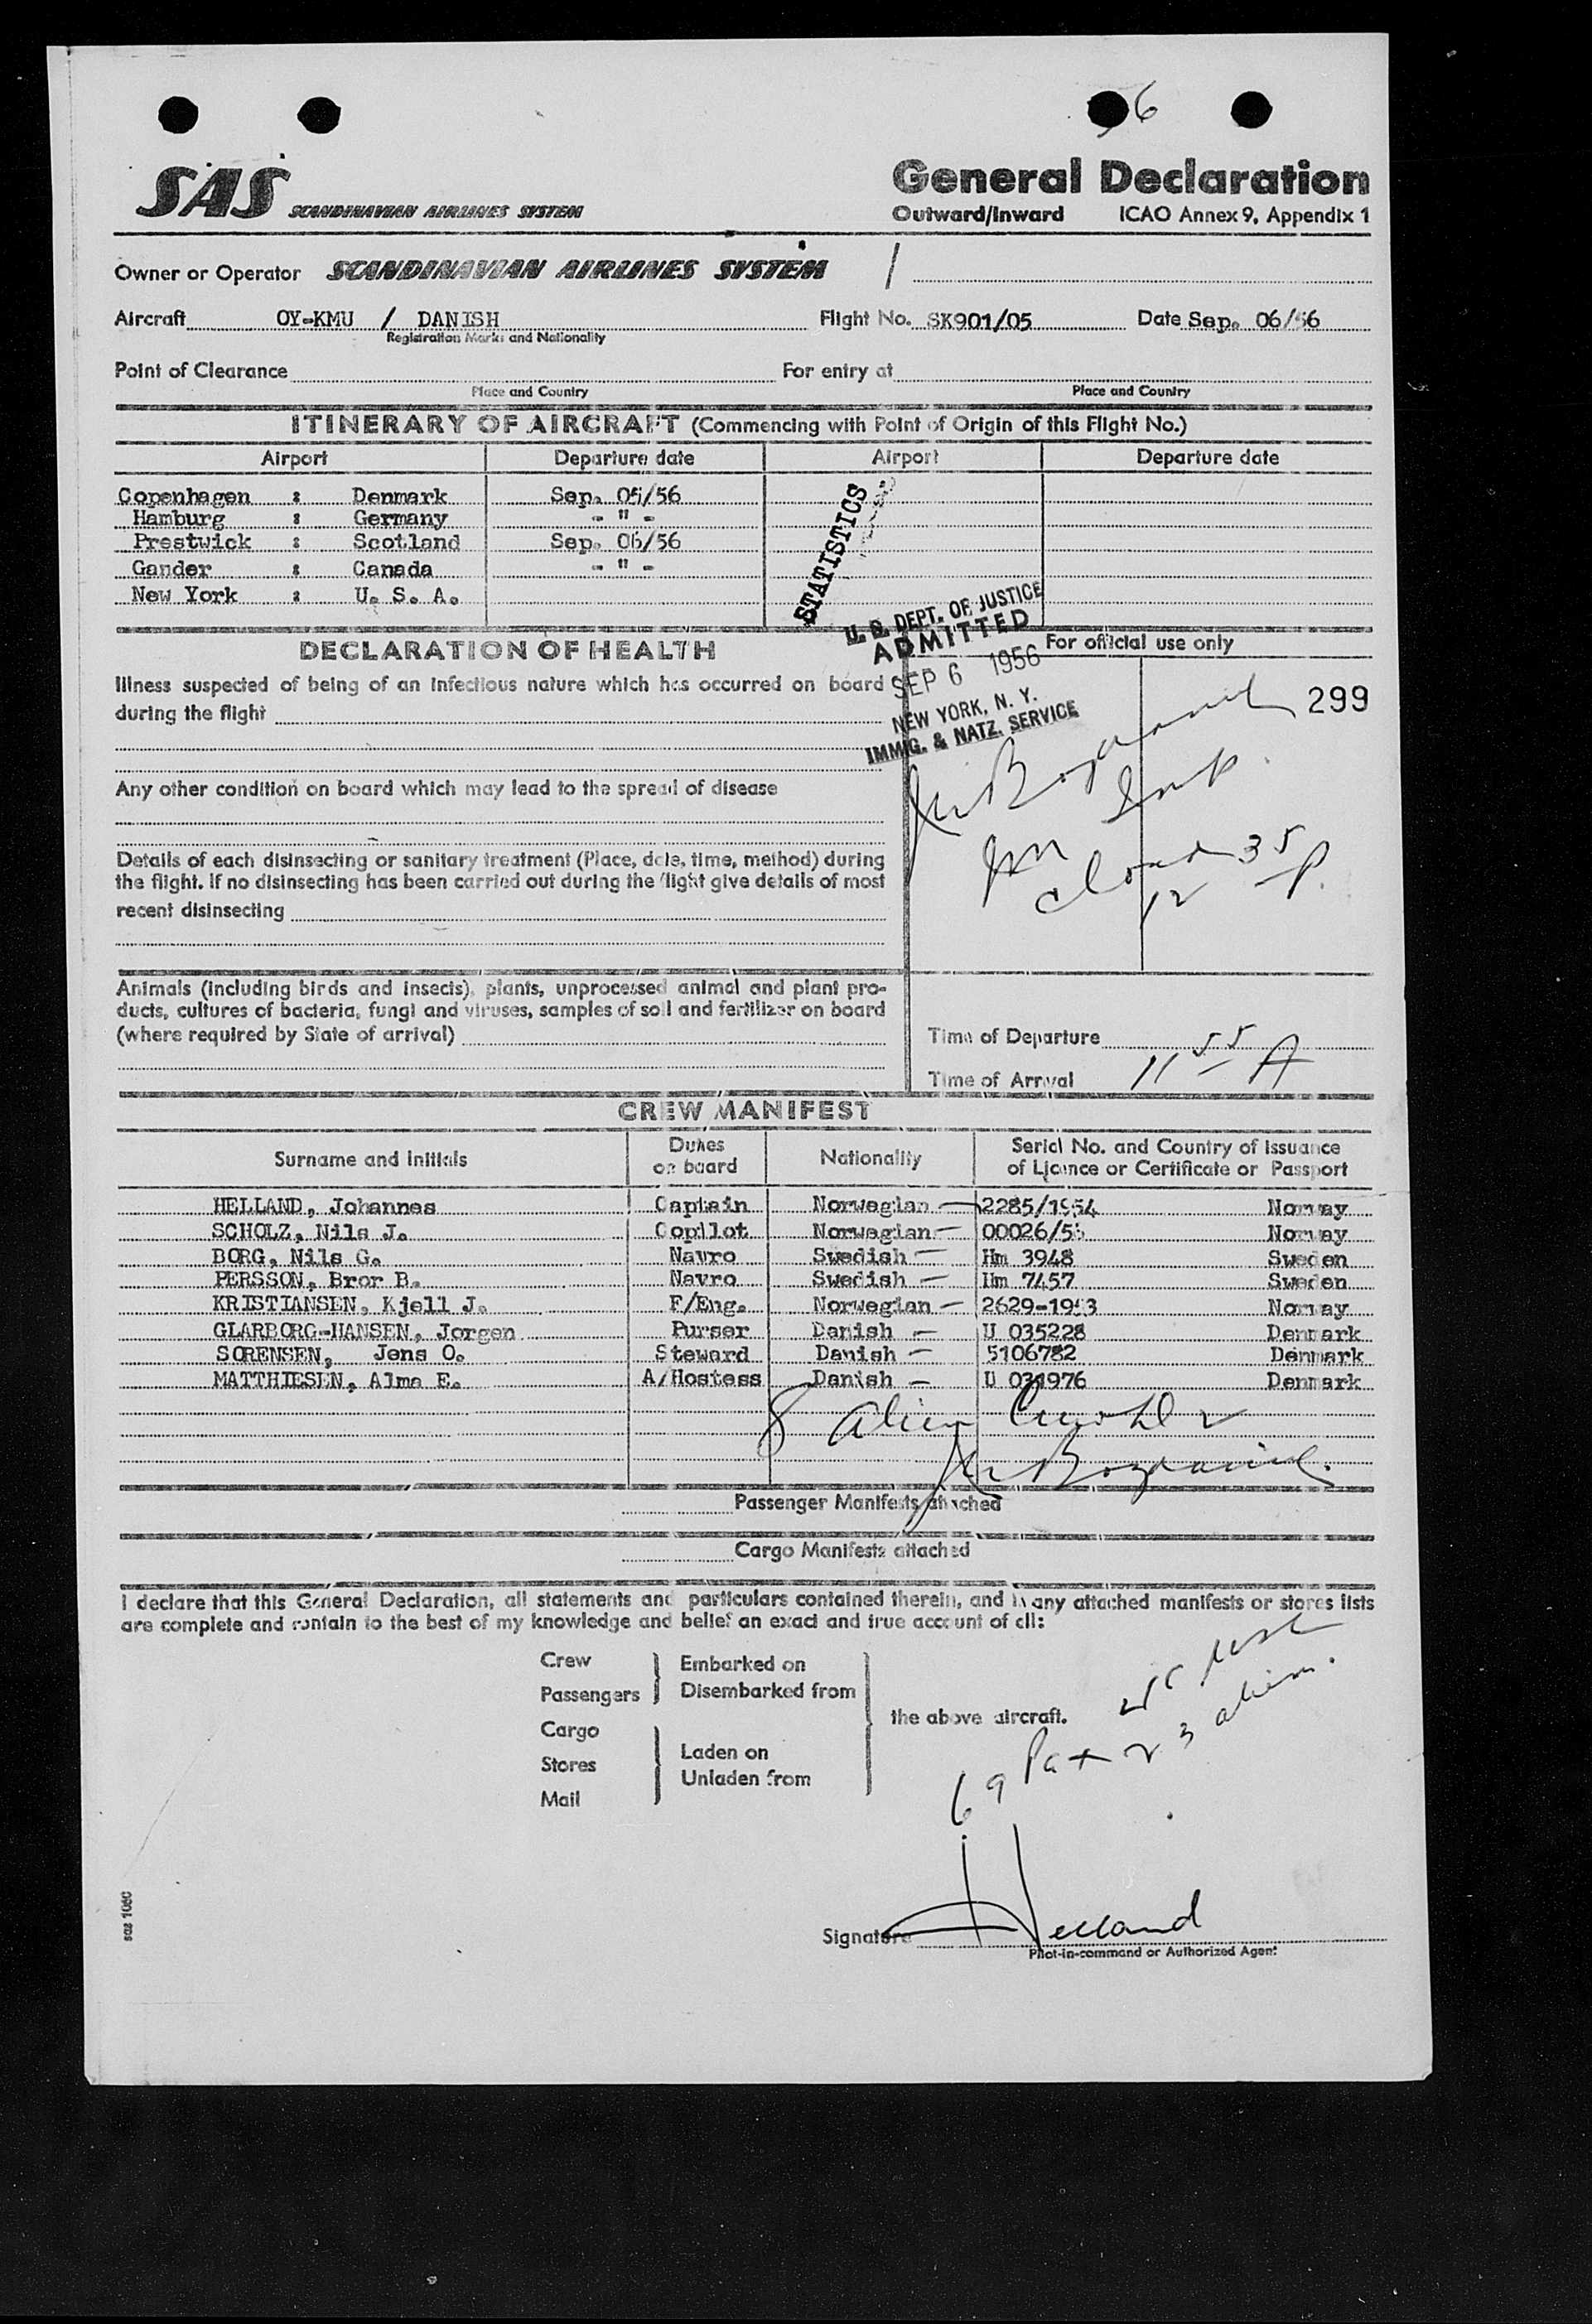 6
SAS SCANDINAVIAN AIRLINES SYSTEM
General Declaration
Outward/Inward ICAO Annex 9, Appendix 1
Owner or Operator SCANDINAVIAN AIRLINES SYSTEM /
Aircraft OY-KMU / DANISH Flight No. SK901/05 Date Sep. 06/56
Registration Marks and Nationality
Point of Clearance For entry at
Place and Country Place and Country
ITINERARY OF AIRCRAFT (Commencing with Point of Origin of this Flight No.)
Airport Departure date Airport Departure date
Copenhagen : Denmark Sep. 05/56
Hamburg : Germany - " -
Prestwick : Scotland Sep. 06/56
Gander : Canada - " -
New York : U. S. A.
STATISTICS
U. S. DEPT. OF JUSTICE
ADMITTED
SEP 6 1956
NEW YORK, N. Y.
IMMIG. & NATZ. SERVICE
DECLARATION OF HEALTH
For official use only
Illness suspected of being of an infectious nature which has occurred on board
during the flight
299
Any other condition on board which may lead to the spread of disease
Details of each disinsecting or sanitary treatment (Place, date, time, method) during
the flight. If no disinsecting has been carried out during the flight give details of most
recent disinsecting
12 35 p.
Animals (including birds and insects), plants, unprocessed animal and plant pro-
ducts, cultures of bacteria, fungi and viruses, samples of soil and fertilizer on board
(where required by State of arrival)
Time of Departure
Time of Arrival 11 55 A
CREW MANIFEST
Surname and initials Duties on board Nationality Serial No. and Country of issuance of Licence or Certificate or Passport
HELLAND, Johannes Captain Norwegian 2285/1954 Norway
SCHOLZ, Nils J. Copilot Norwegian 00026/5 Norway
BORG, Nils G. Navro Swedish Hm 3948 Sweden
PERSSON, Bror B. Navro Swedish Hm 7457 Sweden
KRISTIANSEN, Kjell J. F/Eng. Norwegian 2629-1953 Norway
GLARBORG-HANSEN, Jorgen Purser Danish U 035228 Denmark
SORENSEN, Jens O. Steward Danish 5106782 Denmark
MATTHIESEN, Alma E. A/Hostess Danish U 031976 Denmark
8 alien
Passenger Manifests attached
Cargo Manifests attached
I declare that this General Declaration, all statements and particulars contained therein, and in any attached manifests or stores lists
are complete and contain to the best of my knowledge and belief an exact and true account of all:
Crew
Passengers
Embarked on
Disembarked from
Cargo
Stores
Mail
Laden on
Unladen from
the above aircraft.
69 Pax 23 aliens.
sas 1080
Signature Helland
Pilot-in-command or Authorized Agent